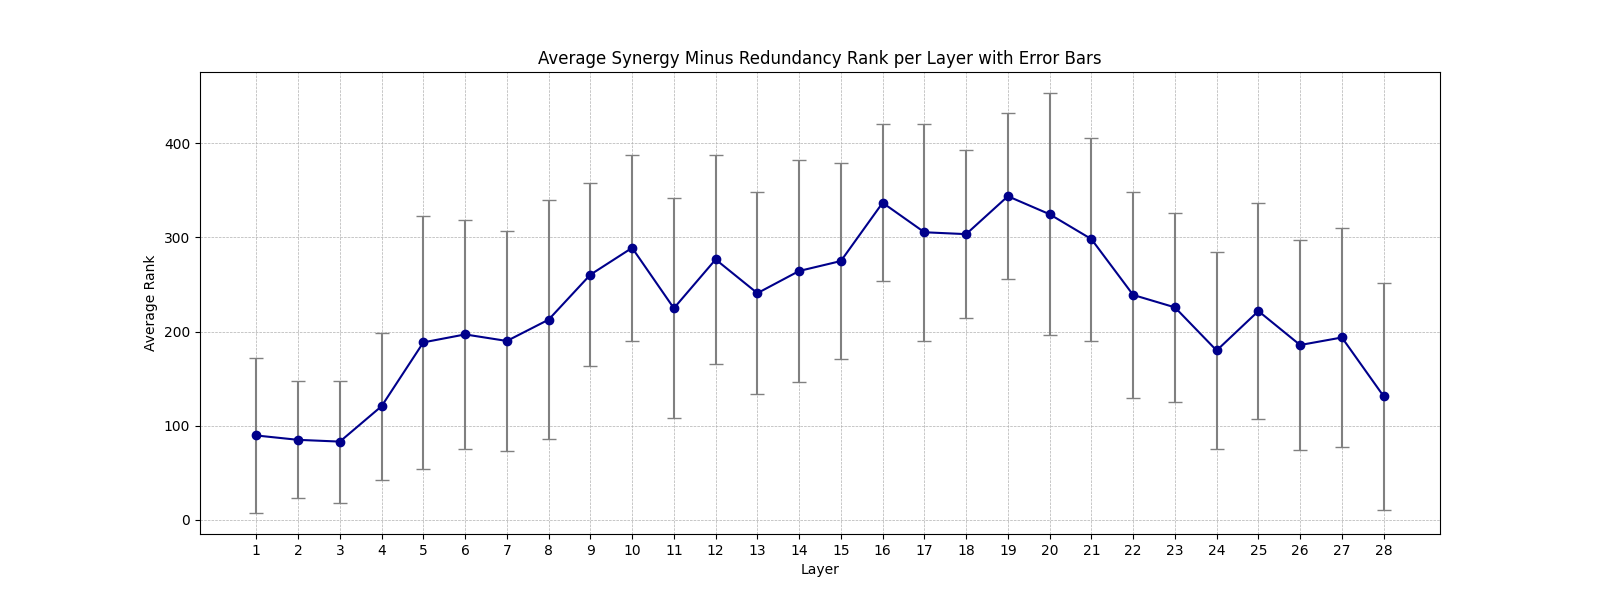 Average Synergy Minus Redundancy Rank per Layer with Error Bars
Average Rank
400
300
200
100
0
1 2 3 4 5 6 7 8 9 10 11 12 13 14 15 16 17 18 19 20 21 22 23 24 25 26 27 28
Layer